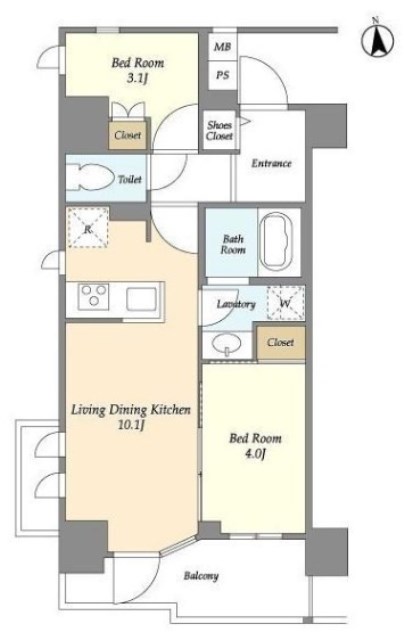 N
MB
Bed Room
3.1J
PS
Closet
Shoes
Closet
Entrance
Toilet
R
Bath
Room
Lavatory
W
Closet
Living Dining Kitchen
10.1J
Bed Room
4.0J
Balcony